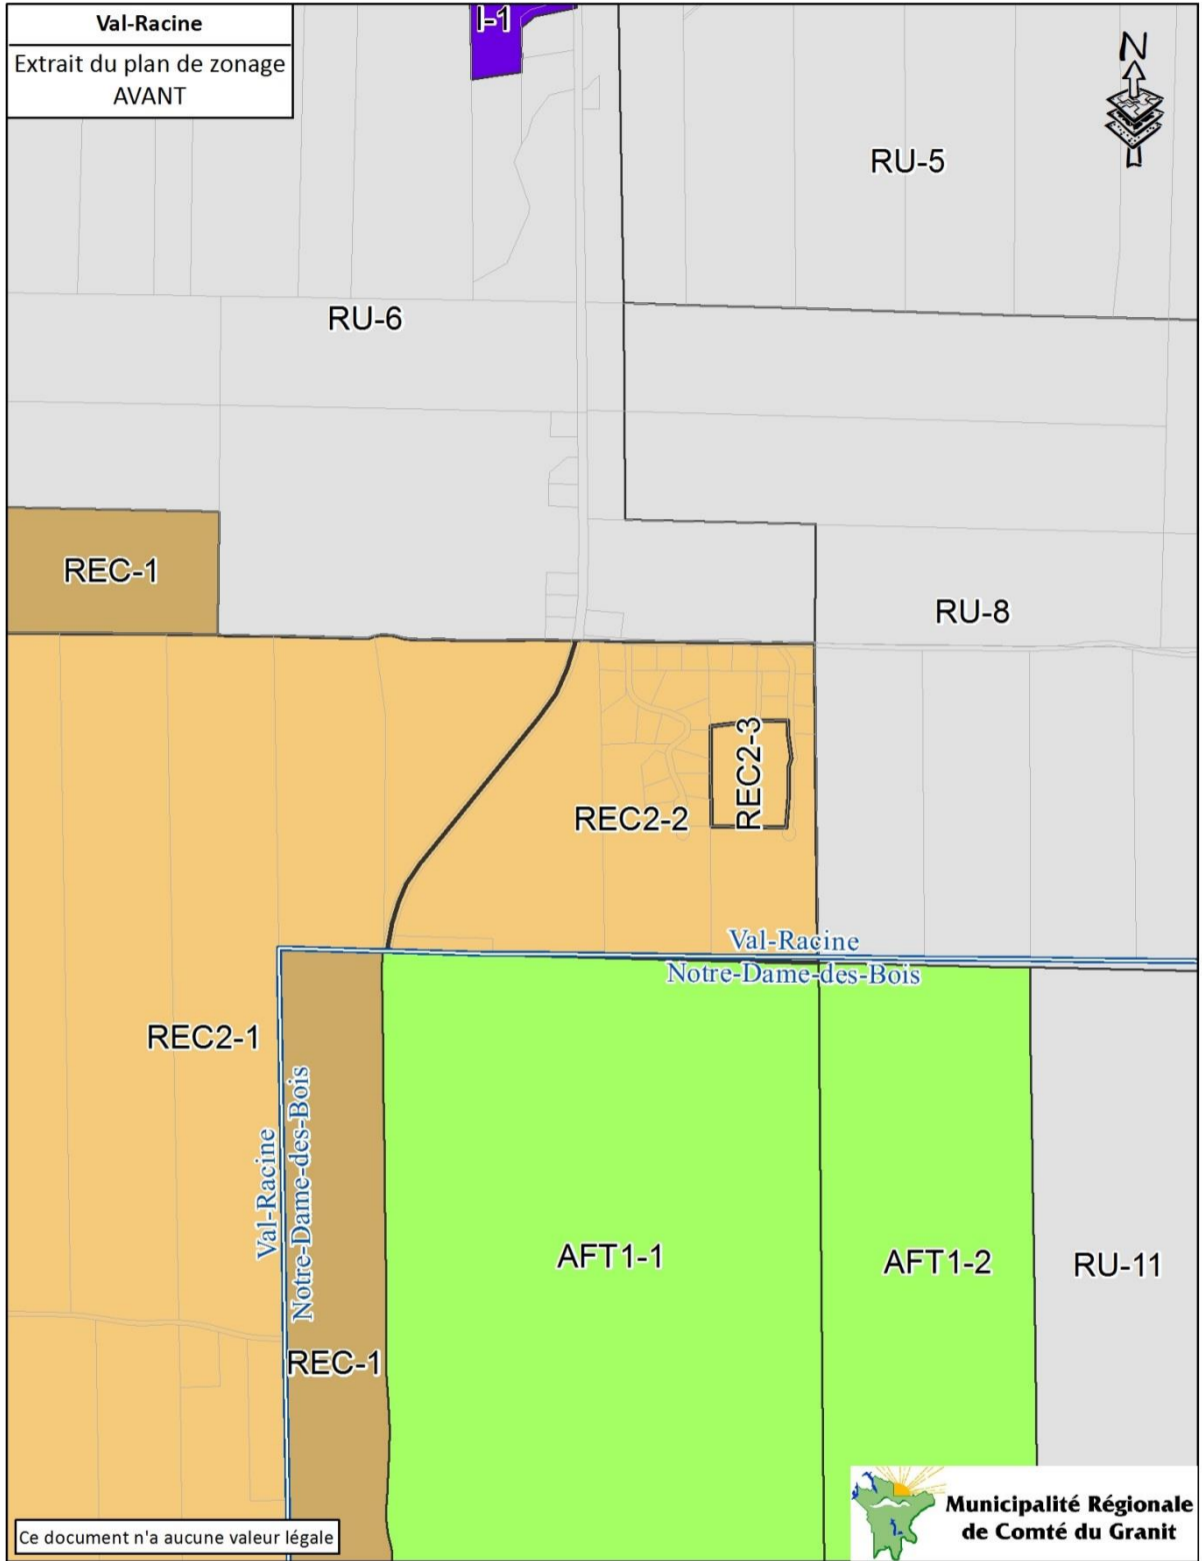 Val-Racine
Extrait du plan de zonage
AVANT
I-1
N
RU-5
RU-6
REC-1
RU-8
REC2-3
REC2-2
Val-Racine
Notre-Dame-des-Bois
REC2-1
Val-Racine
Notre-Dame-des-Bois
AFT1-1
AFT1-2
RU-11
REC-1
Ce document n'a aucune valeur légale
Municipalité Régionale
de Comté du Granit